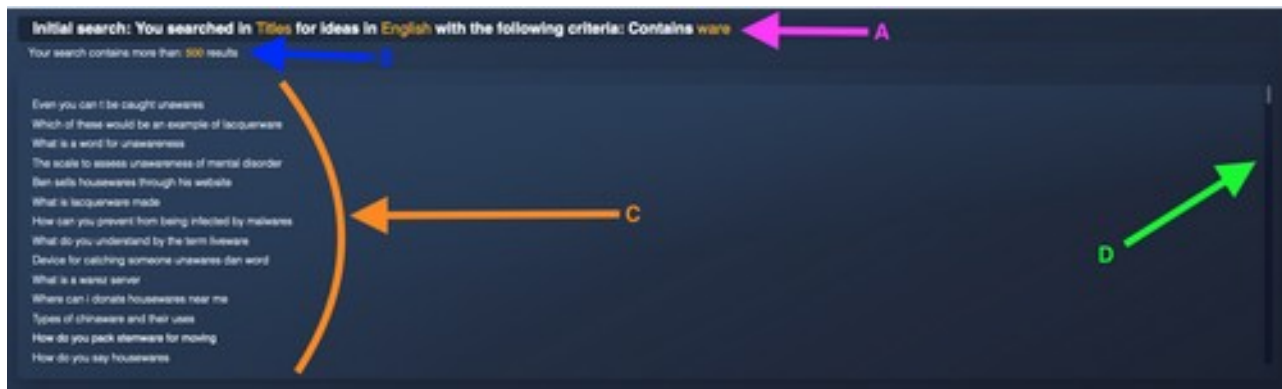 Initial search: You searched in Titles for ideas in English with the following criteria: Contains ware
A
Your search contains more than: 500 results
B
Even you can t be caught unawares
Which of these would be an example of lacquerware
What is a word for unawareness
The scale to assess unawareness of mental disorder
Ben sells housewares through his website
What is lacquerware made
How can you prevent from being infected by malwares
C
What do you understand by the term liveware
Device for catching someone unawares dan word
D
What is a warez server
Where can i donate housewares near me
Types of chinaware and their uses
How do you pack stemware for moving
How do you say housewares